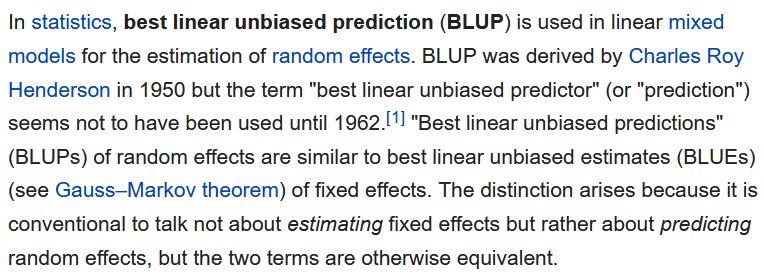 In statistics, best linear unbiased prediction (BLUP) is used in linear mixed
models for the estimation of random effects. BLUP was derived by Charles Roy
Henderson in 1950 but the term "best linear unbiased predictor" (or "prediction")
seems not to have been used until 1962.[1] "Best linear unbiased predictions"
(BLUPs) of random effects are similar to best linear unbiased estimates (BLUEs)
(see Gauss–Markov theorem) of fixed effects. The distinction arises because it is
conventional to talk not about estimating fixed effects but rather about predicting
random effects, but the two terms are otherwise equivalent.